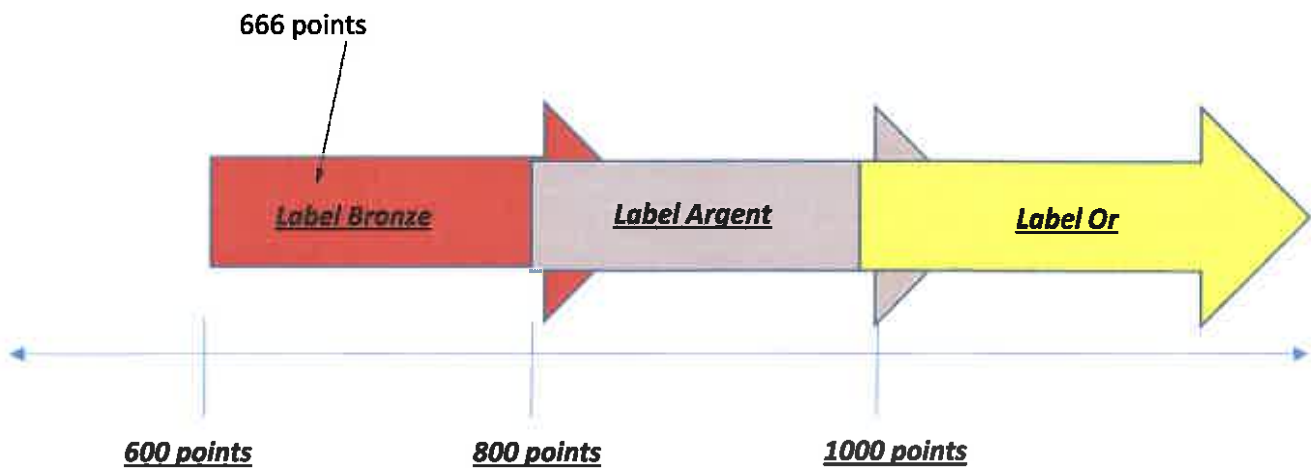 666 points
Label Bronze
Label Argent
Label Or
600 points
800 points
1000 points